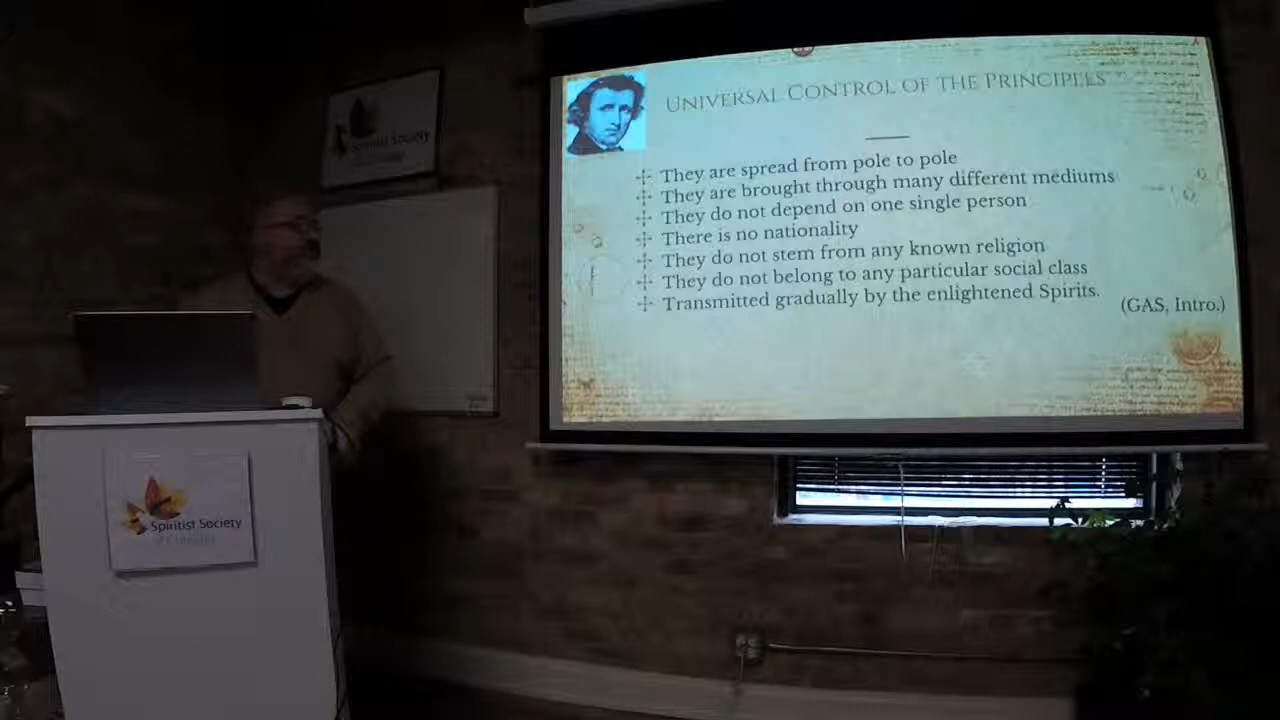 Spiritist Society
UNIVERSAL CONTROL OF THE PRINCIPLES
They are spread from pole to pole
They are brought through many different mediums
They do not depend on one single person
There is no nationality
They do not stem from any known religion
They do not belong to any particular social class
Transmitted gradually by the enlightened Spirits.
(GAS, Intro.)
Spiritist Society